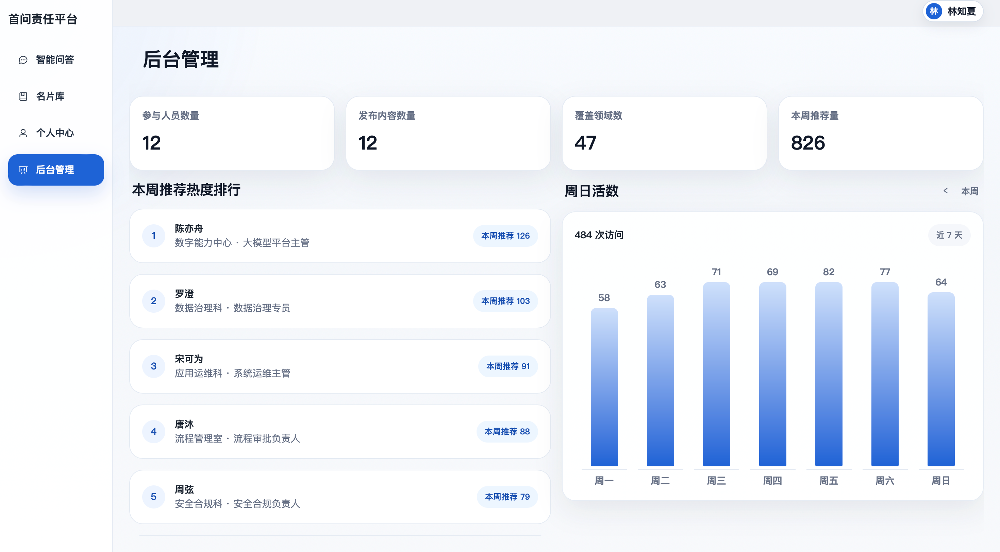 首问责任平台
林 林知夏
智能问答
名片库
个人中心
后台管理
后台管理
参与人员数量
12
发布内容数量
12
覆盖领域数
47
本周推荐量
826
本周推荐热度排行
1
陈亦舟
数字能力中心 · 大模型平台主管
本周推荐 126
2
罗澄
数据治理科 · 数据治理专员
本周推荐 103
3
宋可为
应用运维科 · 系统运维主管
本周推荐 91
4
唐沐
流程管理室 · 流程审批负责人
本周推荐 88
5
周弦
安全合规科 · 安全合规负责人
本周推荐 79
周日活数
< 本周
484 次访问
近 7 天
58 63 71 69 82 77 64
周一 周二 周三 周四 周五 周六 周日